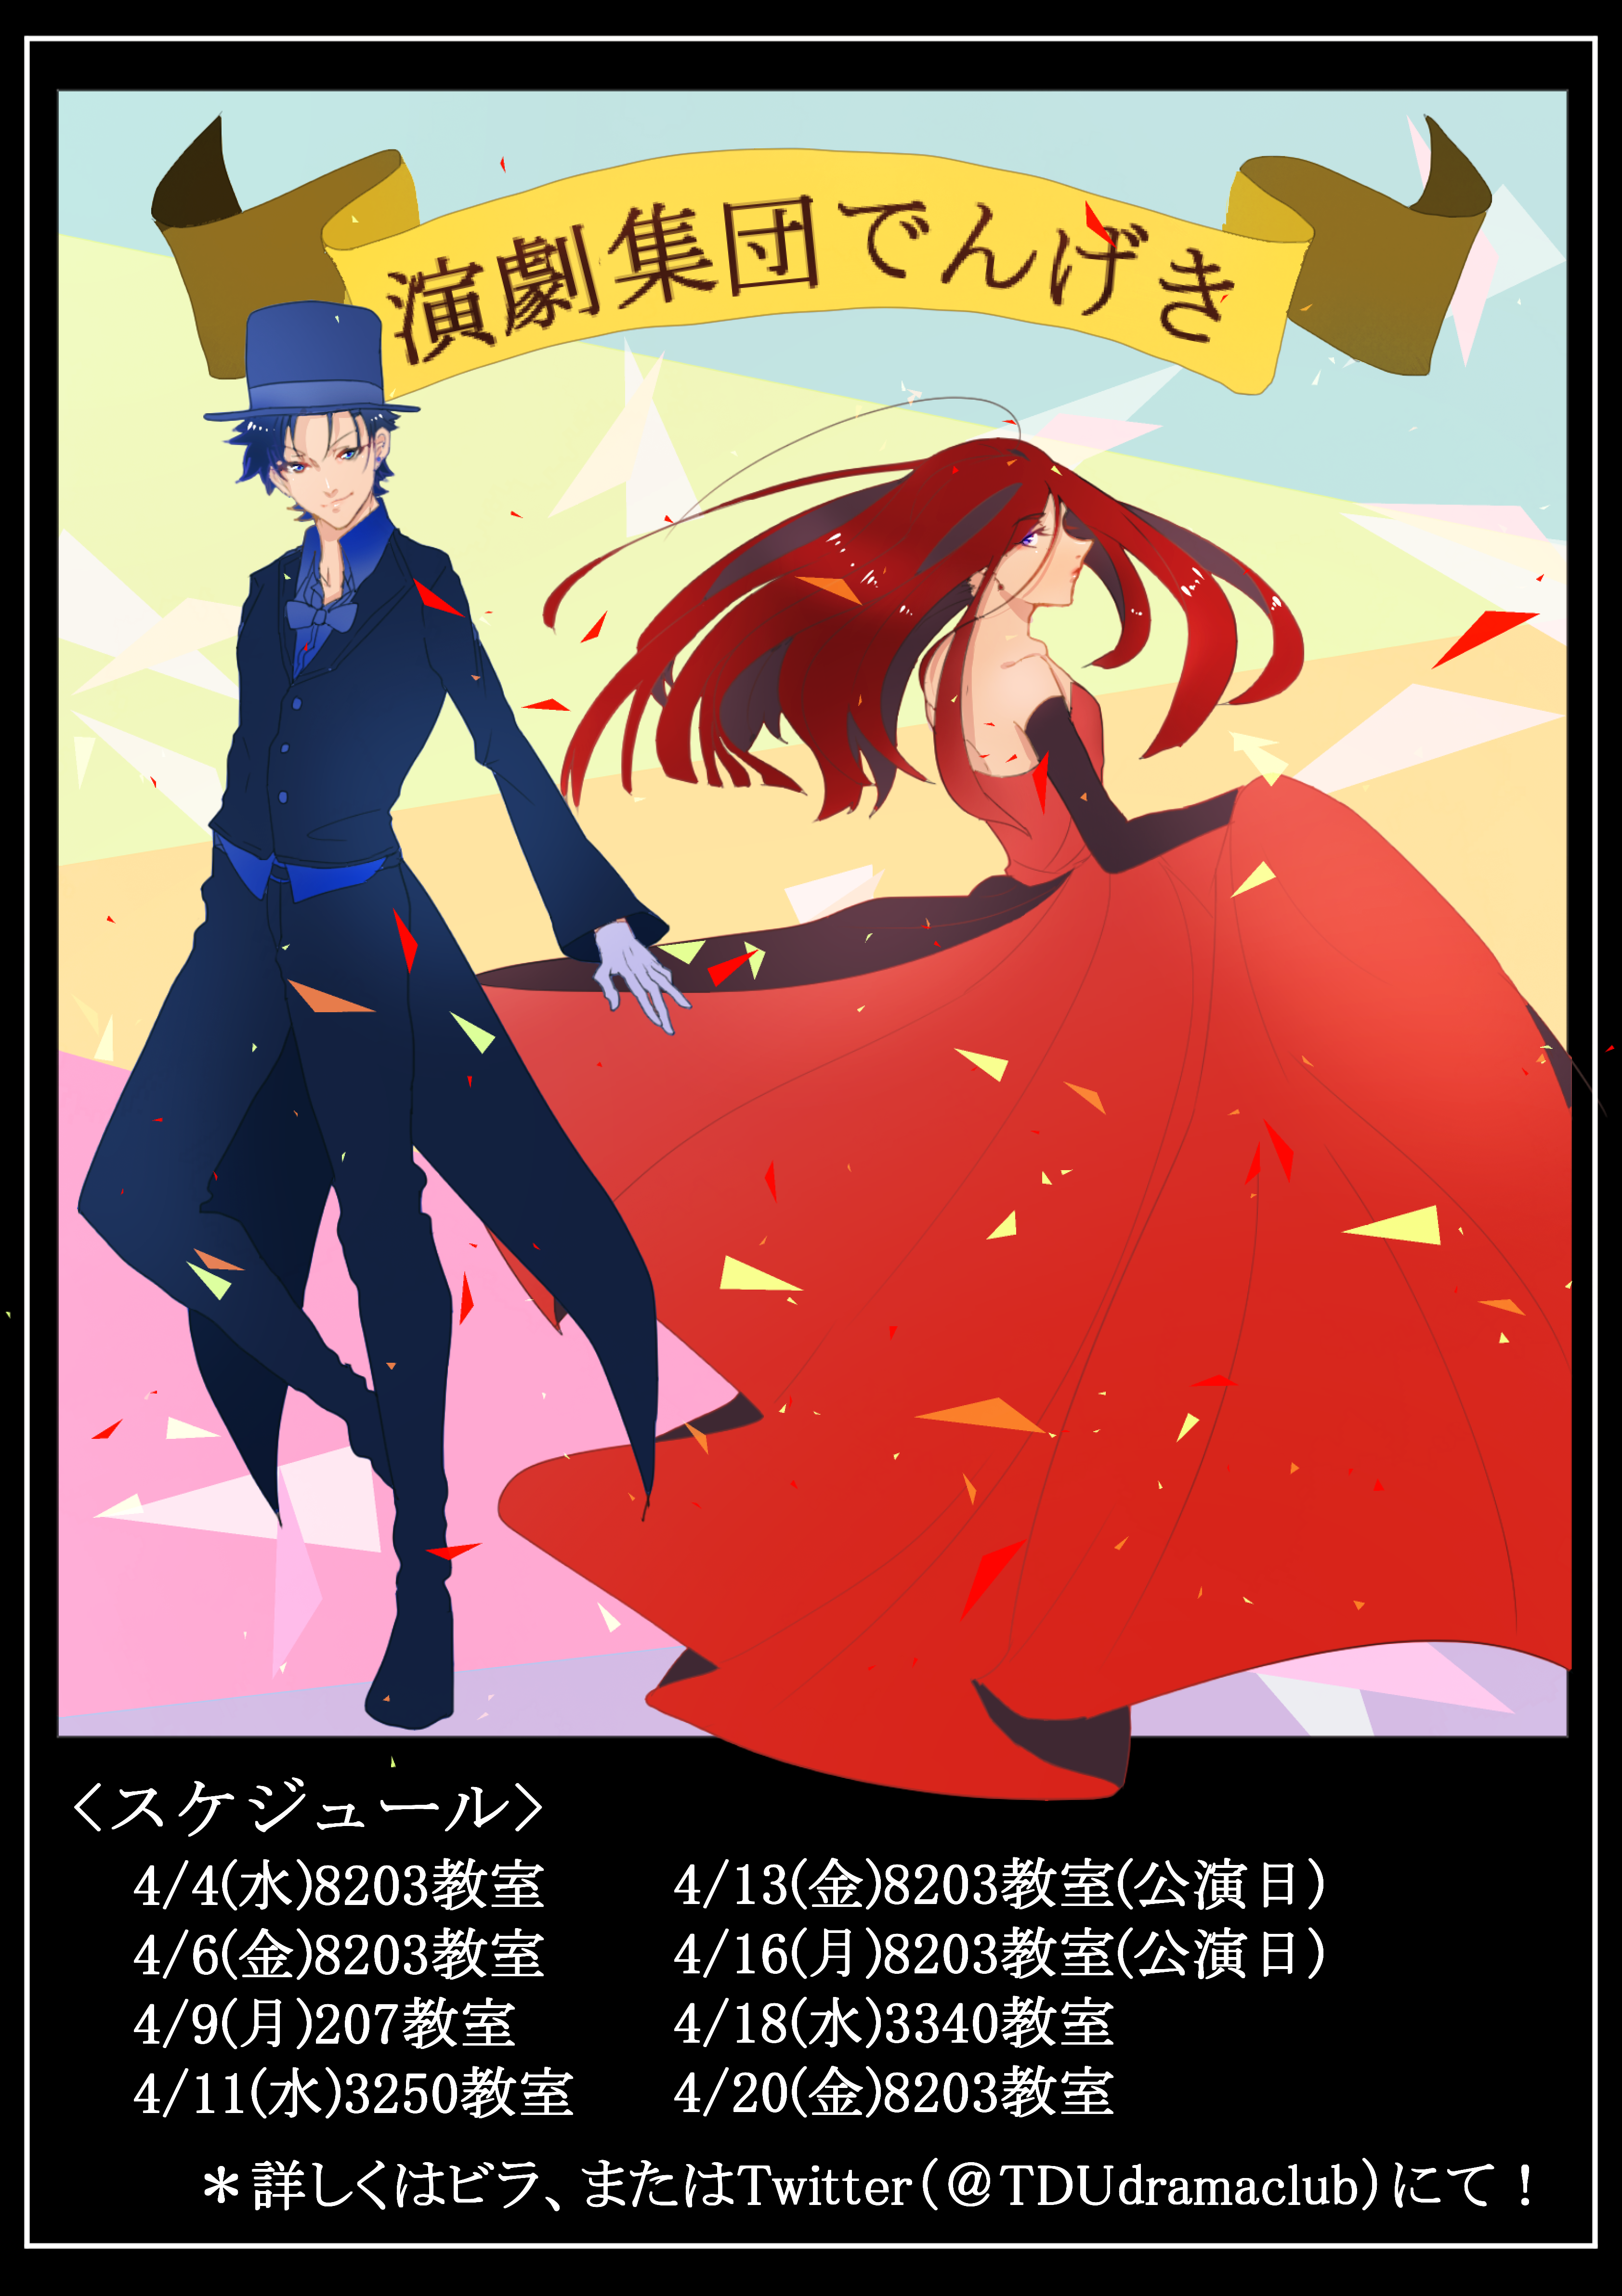 演劇集団でんげき
<スケジュール>
4/4(水)8203教室
4/6(金)8203教室
4/9(月)207教室
4/11(水)3250教室
4/13(金)8203教室(公演日)
4/16(月)8203教室(公演日)
4/18(水)3340教室
4/20(金)8203教室
＊詳しくはビラ、またはTwitter(@TDUdramaclub)にて！